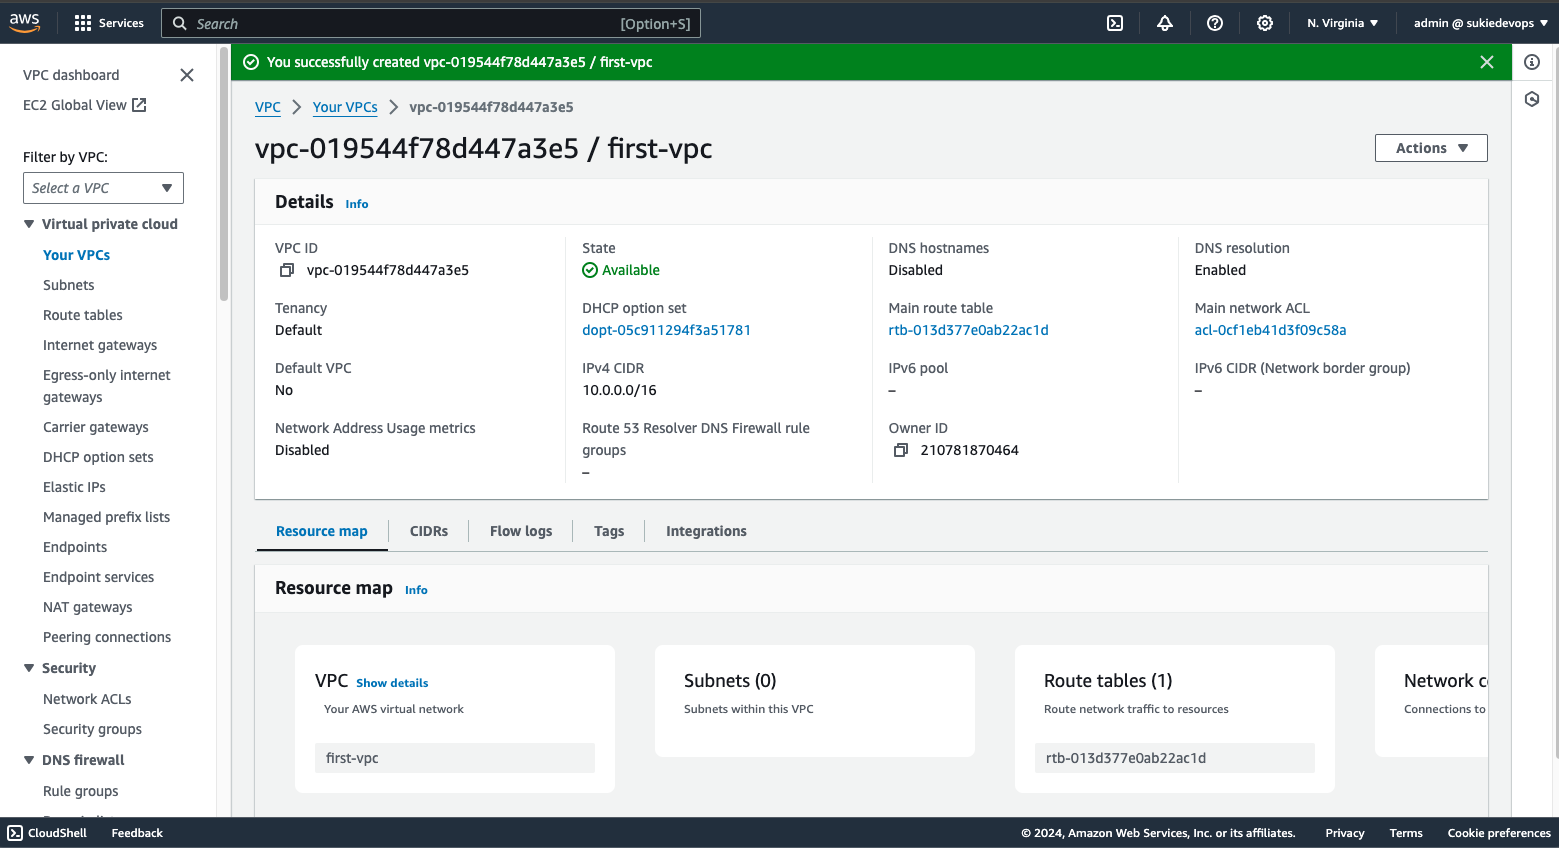 aws
Services
Search
[Option+S]
N. Virginia
admin @ sukiedevops
VPC dashboard
EC2 Global View
Filter by VPC:
Select a VPC
Virtual private cloud
Your VPCs
Subnets
Route tables
Internet gateways
Egress-only internet
gateways
Carrier gateways
DHCP option sets
Elastic IPs
Managed prefix lists
Endpoints
Endpoint services
NAT gateways
Peering connections
Security
Network ACLs
Security groups
DNS firewall
Rule groups
You successfully created vpc-019544f78d447a3e5 / first-vpc
VPC
Your VPCs
vpc-019544f78d447a3e5
vpc-019544f78d447a3e5 / first-vpc
Actions
Details Info
VPC ID
vpc-019544f78d447a3e5
State
Available
DNS hostnames
Disabled
DNS resolution
Enabled
Tenancy
Default
DHCP option set
dopt-05c911294f3a51781
Main route table
rtb-013d377e0ab22ac1d
Main network ACL
acl-0cf1eb41d3f09c58a
Default VPC
No
IPv4 CIDR
10.0.0.0/16
IPv6 pool
–
IPv6 CIDR (Network border group)
–
Network Address Usage metrics
Disabled
Route 53 Resolver DNS Firewall rule
groups
–
Owner ID
210781870464
Resource map
CIDRs
Flow logs
Tags
Integrations
Resource map Info
VPC Show details
Your AWS virtual network
first-vpc
Subnets (0)
Subnets within this VPC
Route tables (1)
Route network traffic to resources
rtb-013d377e0ab22ac1d
Network c
Connections to
CloudShell
Feedback
© 2024, Amazon Web Services, Inc. or its affiliates.
Privacy
Terms
Cookie preferences